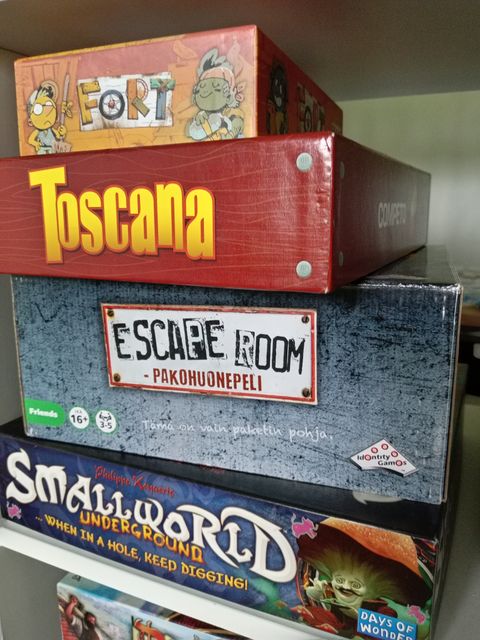 FORT
Toscana
COMPETO
ESCAPE ROOM
- PAKOHUONEPELI
Friends
IKÄ
16+
3-5
Tämä on vain paketin pohja.
Identity
Games
Philippe Keyaerts
SMALLWORLD
UNDERGROUND
... WHEN IN A HOLE, KEEP DIGGING!
DAYS OF
WONDER